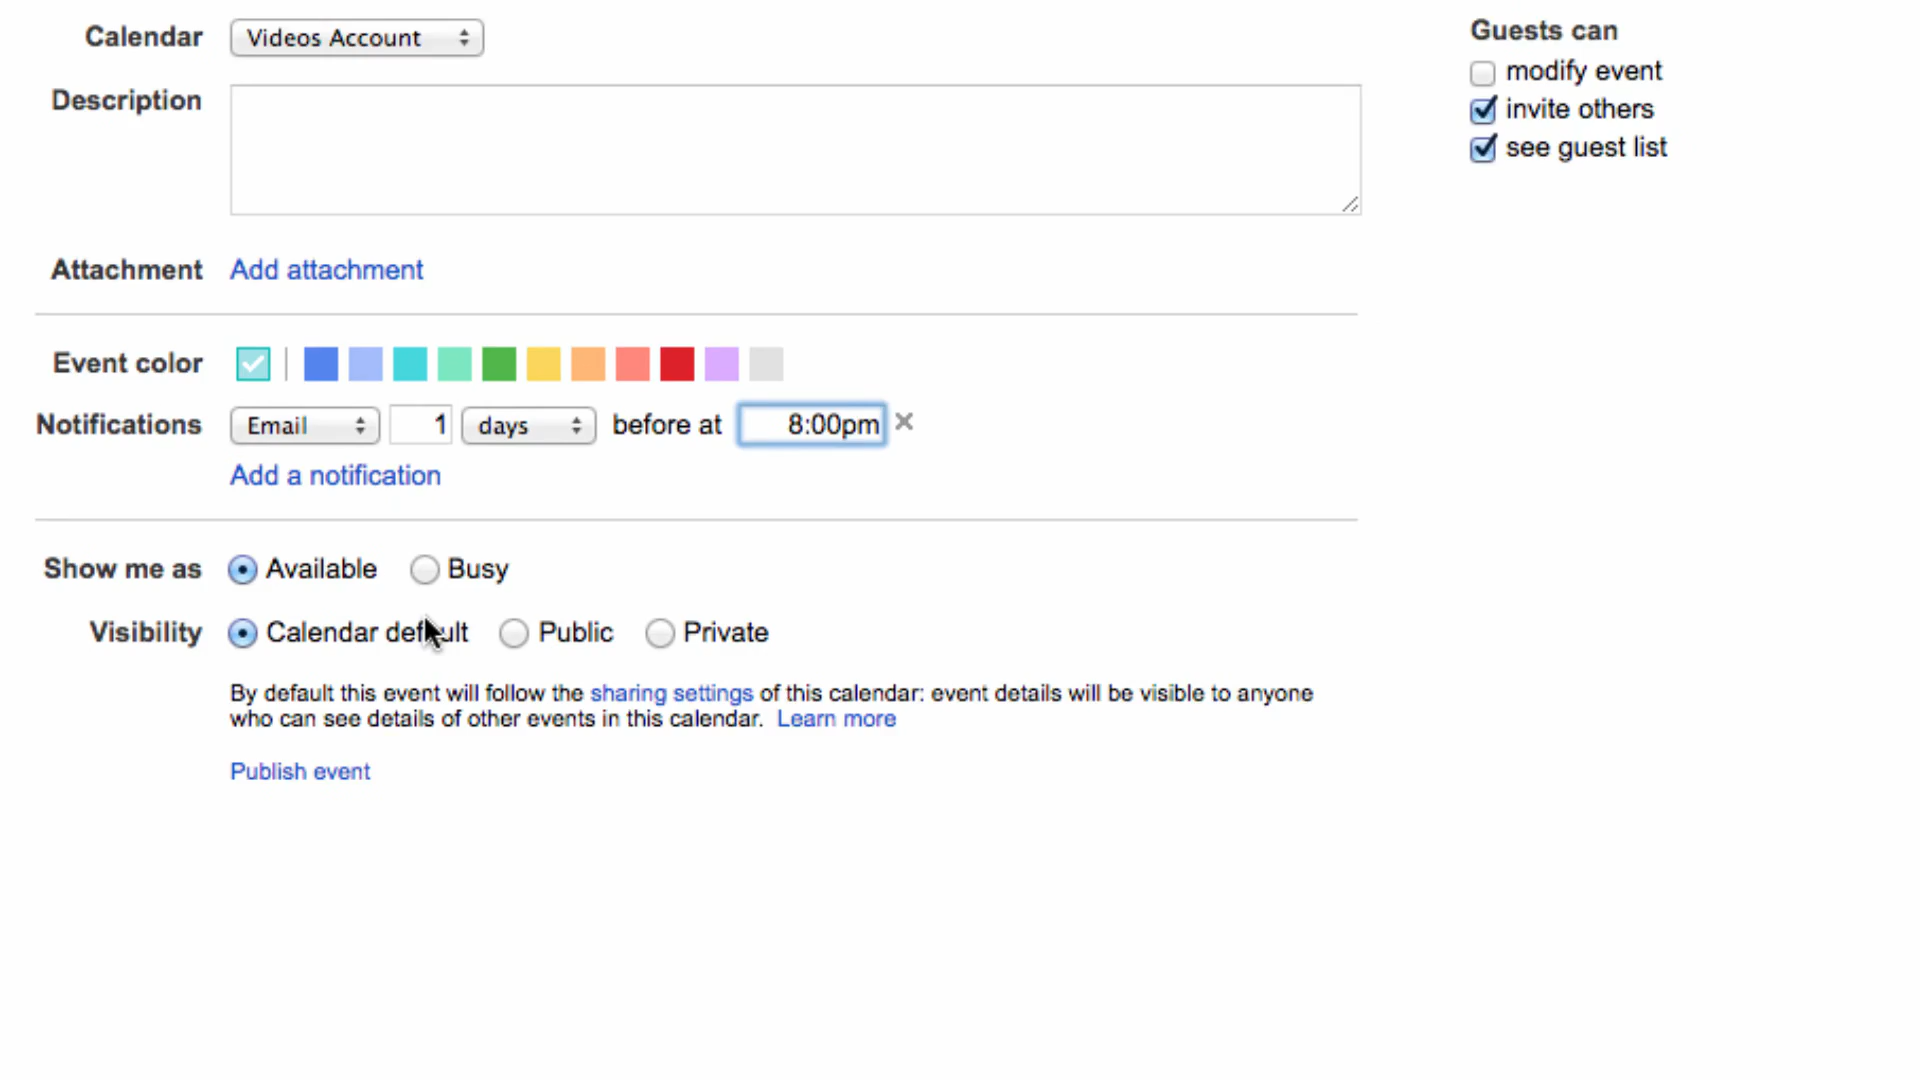 Calendar Videos Account
Description
Attachment Add attachment
Event color
Notifications Email 1 days before at 8:00pm
Add a notification
Show me as Available Busy
Visibility Calendar default Public Private
By default this event will follow the sharing settings of this calendar: event details will be visible to anyone
who can see details of other events in this calendar. Learn more
Publish event
Guests can
modify event
invite others
see guest list